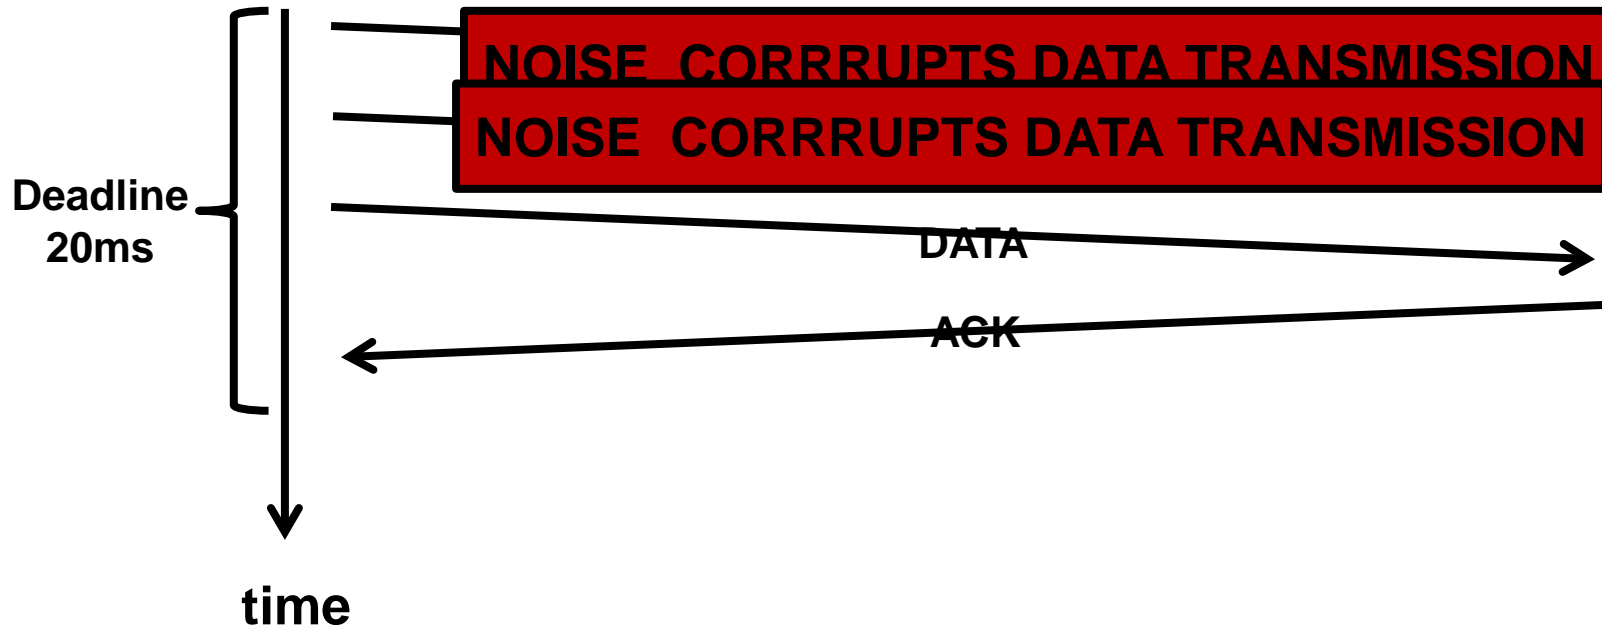 NOISE  CORRRUPTS DATA TRANSMISSION
NOISE  CORRRUPTS DATA TRANSMISSION
Deadline
20ms
DATA
ACK
time